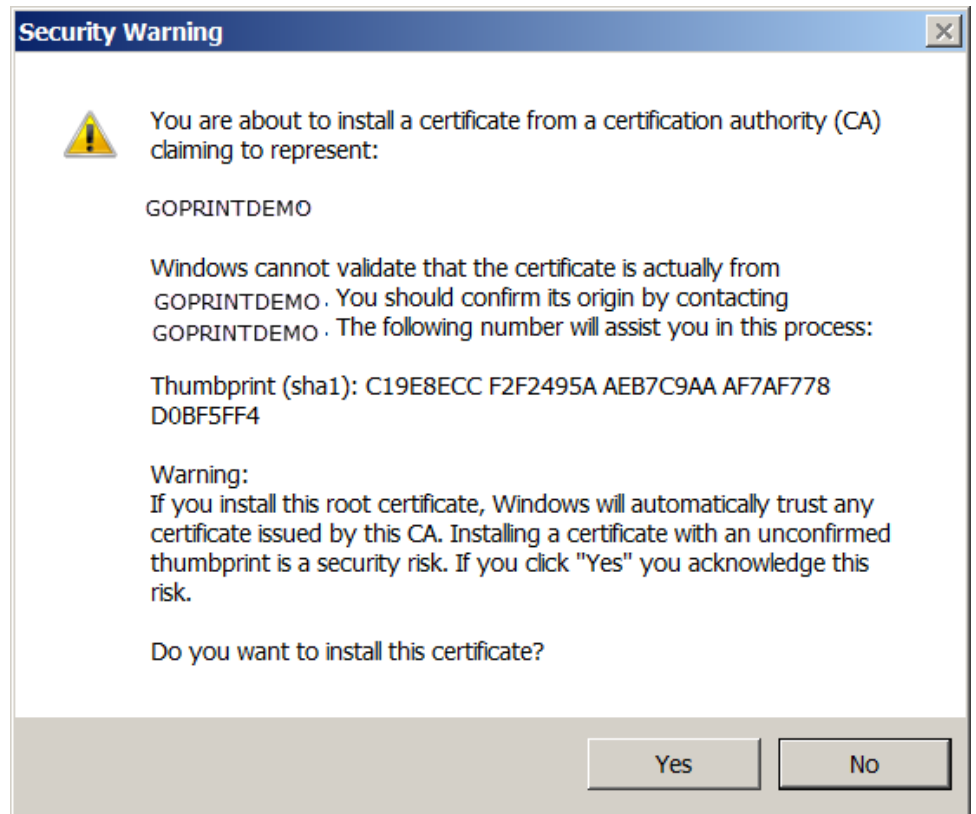 Security Warning
You are about to install a certificate from a certification authority (CA)
claiming to represent:
GOPRINTDEMO
Windows cannot validate that the certificate is actually from
GOPRINTDEMO. You should confirm its origin by contacting
GOPRINTDEMO. The following number will assist you in this process:
Thumbprint (sha1): C19E8ECC F2F2495A AEB7C9AA AF7AF778
D0BF5FF4
Warning:
If you install this root certificate, Windows will automatically trust any
certificate issued by this CA. Installing a certificate with an unconfirmed
thumbprint is a security risk. If you click "Yes" you acknowledge this
risk.
Do you want to install this certificate?
Yes No